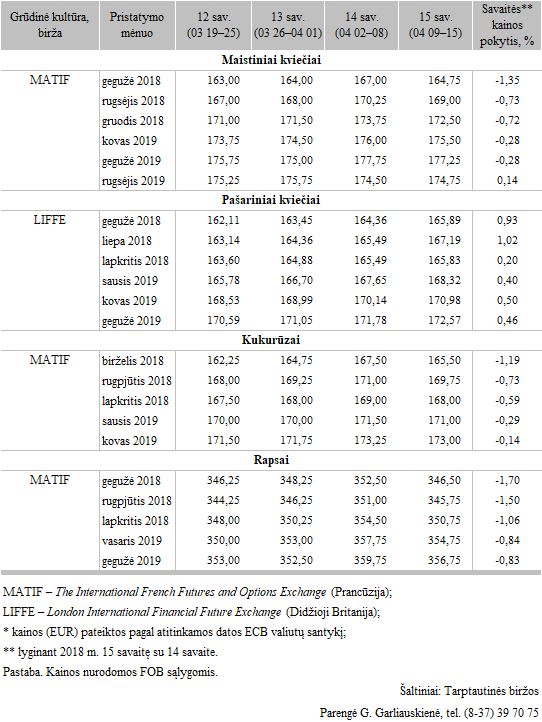 Grūdinė kultūra, biržа Pristatymo mėnuo 12 sav. (03 19–25) 13 sav. (03 26–04 01) 14 sav. (04 02–08) 15 sav. (04 09–15) Savaitės** kainos pokytis, %
Maistiniai kviečiai
MATIF gegužė 2018 163,00 164,00 167,00 164,75 -1,35
rugsėjis 2018 167,00 168,00 170,25 169,00 -0,73
gruodis 2018 171,00 171,50 173,75 172,50 -0,72
kovas 2019 173,75 174,50 176,00 175,50 -0,28
gegužė 2019 175,75 175,00 177,75 177,25 -0,28
rugsėjis 2019 175,25 175,75 174,50 174,75 0,14
Pašariniai kviečiai
LIFFE gegužė 2018 162,11 163,45 164,36 165,89 0,93
liepa 2018 163,14 164,36 165,49 167,19 1,02
lapkritis 2018 163,60 164,88 165,49 165,83 0,20
sausis 2019 165,78 166,70 167,65 168,32 0,40
kovas 2019 168,53 168,99 170,14 170,98 0,50
gegužė 2019 170,59 171,05 171,78 172,57 0,46
Kukurūzai
MATIF birželis 2018 162,25 164,75 167,50 165,50 -1,19
rugpjūtis 2018 168,00 169,25 171,00 169,75 -0,73
lapkritis 2018 167,50 168,00 169,00 168,00 -0,59
sausis 2019 170,00 170,00 171,50 171,00 -0,29
kovas 2019 171,50 171,75 173,25 173,00 -0,14
Rapsai
MATIF gegužė 2018 346,25 348,25 352,50 346,50 -1,70
rugpjūtis 2018 344,25 346,25 351,00 345,75 -1,50
lapkritis 2018 348,00 350,25 354,50 350,75 -1,06
vasaris 2019 350,00 353,00 357,75 354,75 -0,84
gegužė 2019 353,00 352,50 359,75 356,75 -0,83
MATIF – The International French Futures and Options Exchange (Prancūzija);
LIFFE – London International Financial Future Exchange (Didžioji Britanija);
* kainos (EUR) pateiktos pagal atitinkamos datos ECB valiutų santykį;
** lyginant 2018 m. 15 savaitę su 14 savaite.
Pastaba. Kainos nurodomos FOB sąlygomis.
Šaltiniai: Tarptautinės biržos
Parengė G. Garliauskienė, tel. (8-37) 39 70 75